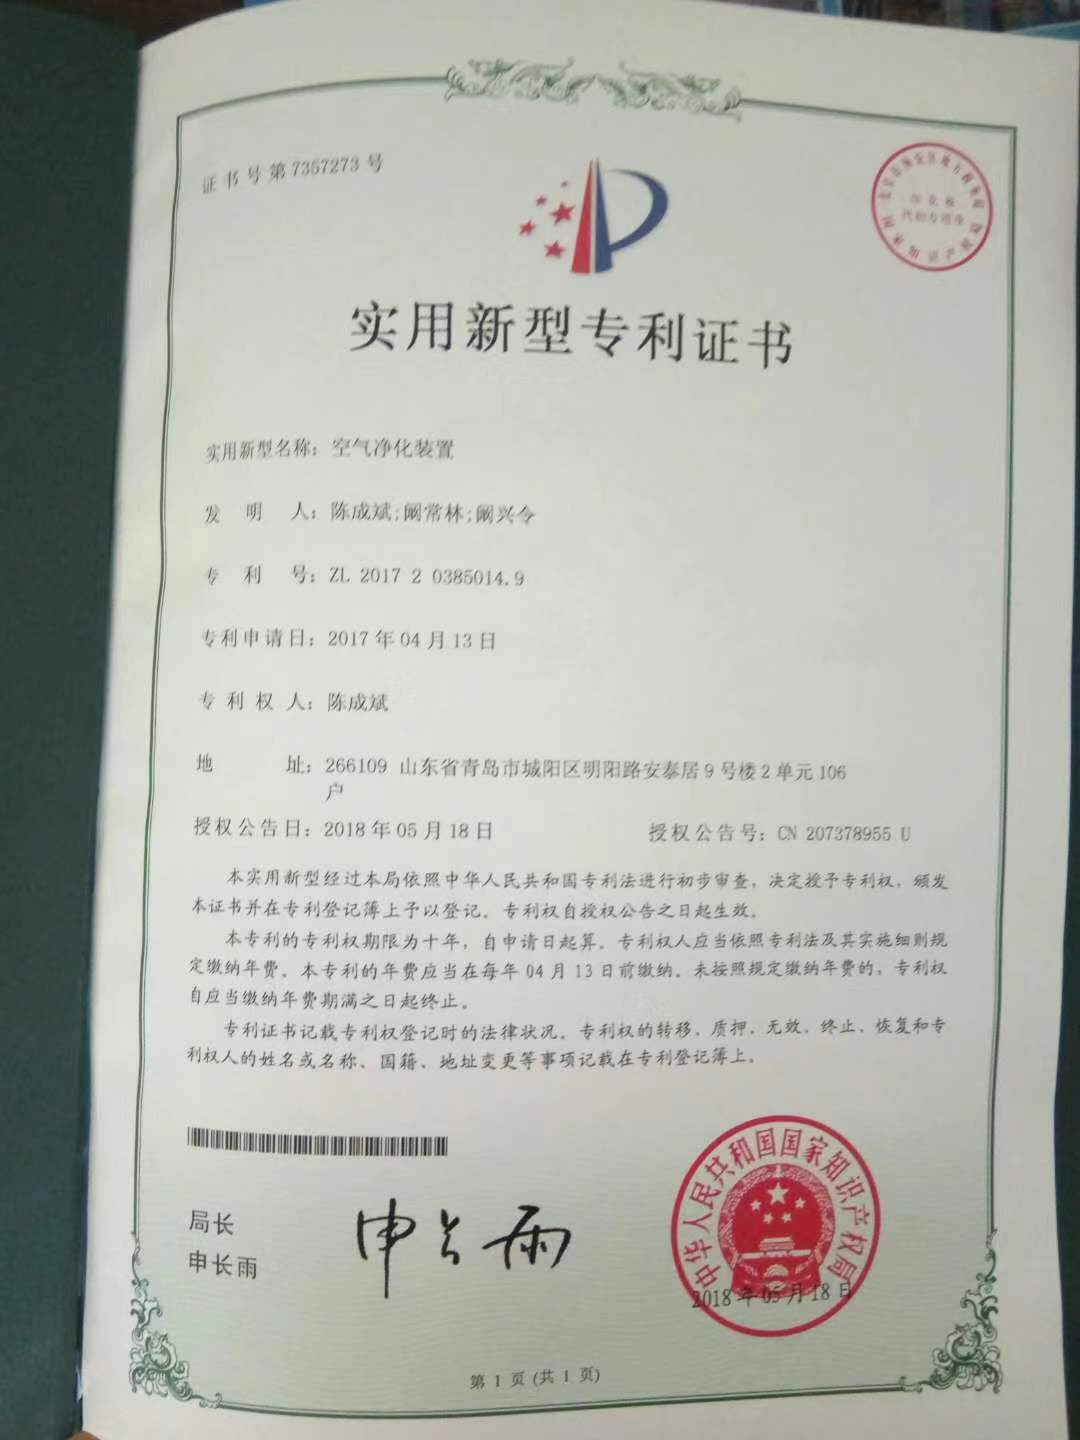 证书号第7357273号
实用新型专利证书
实用新型名称：空气净化装置
发明人：陈成斌;阚常林;阚兴令
专利号：ZL 2017 2 0385014.9
专利申请日：2017年04月13日
专利权人：陈成斌
地址：266109 山东省青岛市城阳区明阳路安泰居9号楼2单元106
户
授权公告日：2018年05月18日 授权公告号：CN 207378955 U
本实用新型经过本局依照中华人民共和国专利法进行初步审查，决定授予专利权，颁发
本证书并在专利登记簿上予以登记。专利权自授权公告之日起生效。
本专利的专利权期限为十年，自申请日起算。专利权人应当依照专利法及其实施细则规
定缴纳年费。本专利的年费应当在每年04月13日前缴纳。未按照规定缴纳年费的，专利权
自应当缴纳年费期满之日起终止。
专利证书记载专利权登记时的法律状况。专利权的转移、质押、无效、终止、恢复和专
利权人的姓名或名称、国籍、地址变更等事项记载在专利登记簿上。
局长
申长雨
申长雨
中华人民共和国国家知识产权局
2018年05月18日
第1页(共1页)